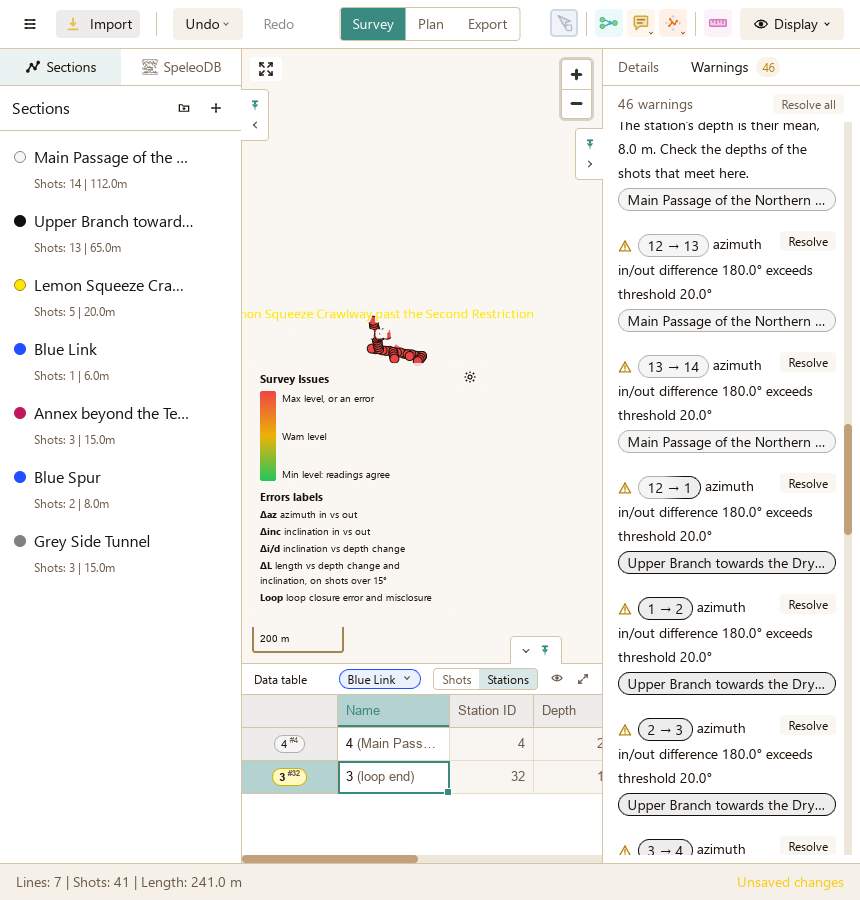 Import
Undo
Redo
Survey
Plan
Export
Display
Sections
SpeleoDB
Sections
Main Passage of the ...
Shots: 14 | 112.0m
Upper Branch toward...
Shots: 13 | 65.0m
Lemon Squeeze Cra...
Shots: 5 | 20.0m
Blue Link
Shots: 1 | 6.0m
Annex beyond the Te...
Shots: 3 | 15.0m
Blue Spur
Shots: 2 | 8.0m
Grey Side Tunnel
Shots: 3 | 15.0m
mon Squeeze Crawlway past the Second Restriction
Survey Issues
Max level, or an error
Warn level
Min level: readings agree
Errors labels
Δaz azimuth in vs out
Δinc inclination in vs out
Δi/d inclination vs depth change
ΔL length vs depth change and
inclination, on shots over 15°
Loop loop closure error and misclosure
200 m
Data table
Blue Link
Shots
Stations
Name
Station ID
Depth
4 #4
4 (Main Pass...
4
2
3 #32
3 (loop end)
32
1
Details
Warnings
46
46 warnings
Resolve all
The station's depth is their mean,
8.0 m. Check the depths of the
shots that meet here.
Main Passage of the Northern ...
12 → 13 azimuth
Resolve
in/out difference 180.0° exceeds
threshold 20.0°
Main Passage of the Northern ...
13 → 14 azimuth
Resolve
in/out difference 180.0° exceeds
threshold 20.0°
Main Passage of the Northern ...
12 → 1 azimuth
Resolve
in/out difference 180.0° exceeds
threshold 20.0°
Upper Branch towards the Dry...
1 → 2 azimuth
Resolve
in/out difference 180.0° exceeds
threshold 20.0°
Upper Branch towards the Dry...
2 → 3 azimuth
Resolve
in/out difference 180.0° exceeds
threshold 20.0°
Upper Branch towards the Dry...
3 → 4 azimuth
Resolve
Lines: 7 | Shots: 41 | Length: 241.0 m
Unsaved changes